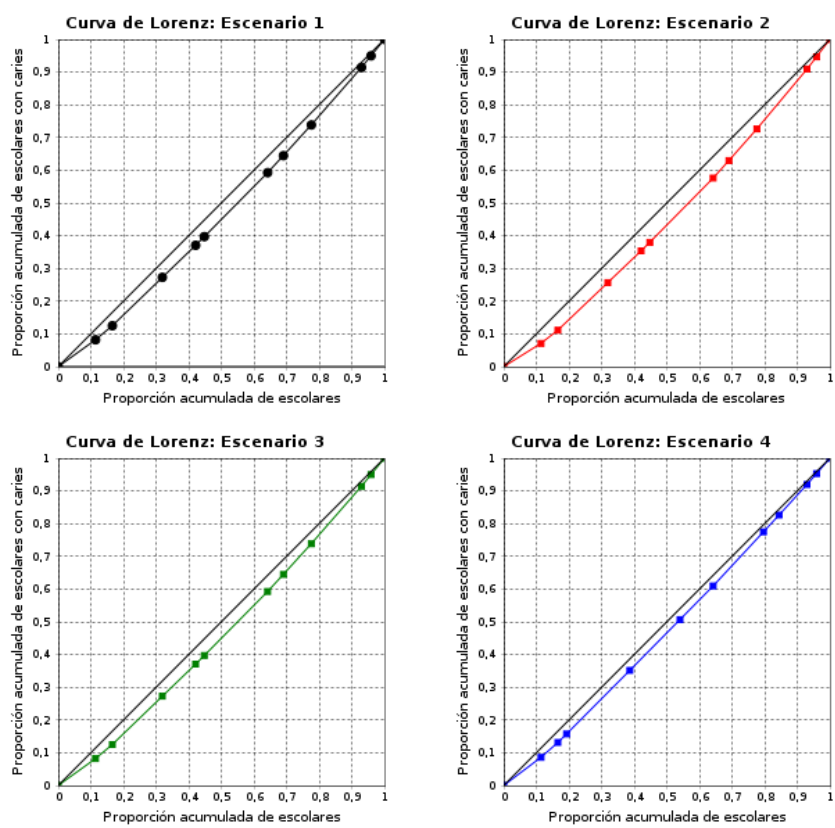 Curva de Lorenz: Escenario 1
Proporción acumulada de escolares con caries
1
0,9
0,8
0,7
0,6
0,5
0,4
0,3
0,2
0,1
0
0 0,1 0,2 0,3 0,4 0,5 0,6 0,7 0,8 0,9 1
Proporción acumulada de escolares
Curva de Lorenz: Escenario 2
Proporción acumulada de escolares con caries
1
0,9
0,8
0,7
0,6
0,5
0,4
0,3
0,2
0,1
0
0 0,1 0,2 0,3 0,4 0,5 0,6 0,7 0,8 0,9 1
Proporción acumulada de escolares
Curva de Lorenz: Escenario 3
Proporción acumulada de escolares con caries
1
0,9
0,8
0,7
0,6
0,5
0,4
0,3
0,2
0,1
0
0 0,1 0,2 0,3 0,4 0,5 0,6 0,7 0,8 0,9 1
Proporción acumulada de escolares
Curva de Lorenz: Escenario 4
Proporción acumulada de escolares con caries
1
0,9
0,8
0,7
0,6
0,5
0,4
0,3
0,2
0,1
0
0 0,1 0,2 0,3 0,4 0,5 0,6 0,7 0,8 0,9 1
Proporción acumulada de escolares